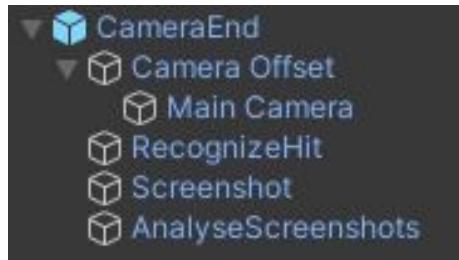 CameraEnd
Camera Offset
Main Camera
RecognizeHit
Screenshot
AnalyseScreenshots